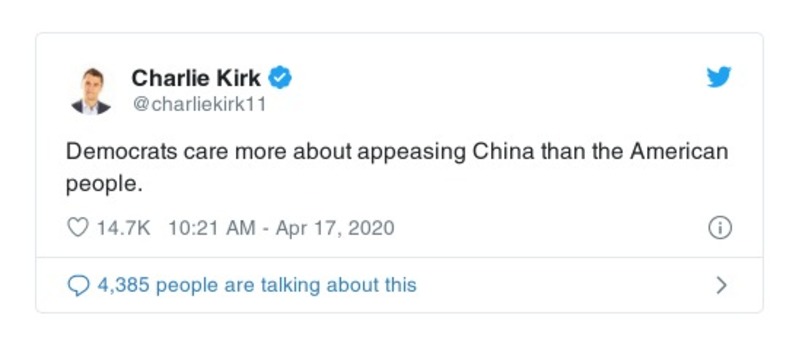 Charlie Kirk
@charliekirk11
Democrats care more about appeasing China than the American
people.
14.7K 10:21 AM - Apr 17, 2020
4,385 people are talking about this